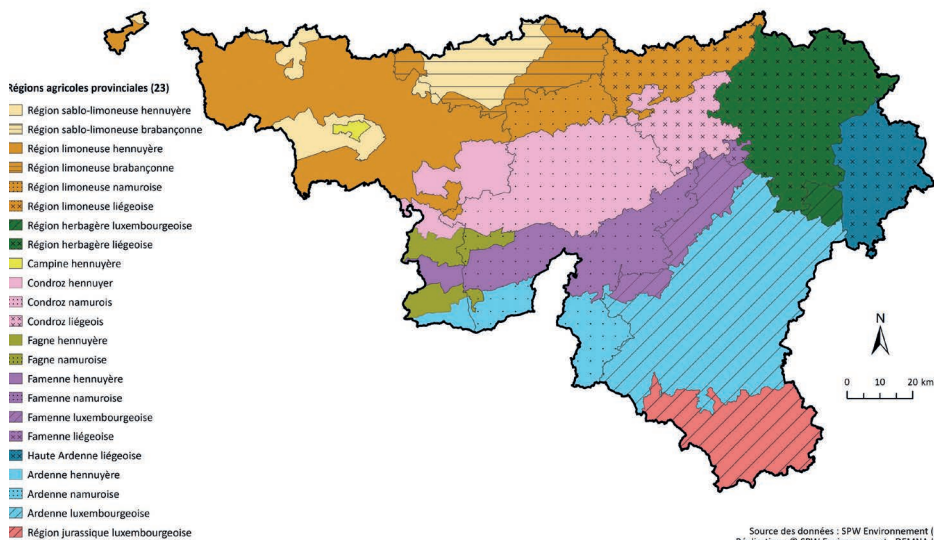 Régions agricoles provinciales (23)
Région sablo-limoneuse hennuyère
Région sablo-limoneuse brabançonne
Région limoneuse hennuyère
Région limoneuse brabançonne
Région limoneuse namuroise
Région limoneuse liégeoise
Région herbagère luxembourgeoise
Région herbagère liégeoise
Campine hennuyère
Condroz hennuyer
Condroz namurois
Condroz liégeois
Fagne hennuyère
Fagne namuroise
Famenne hennuyère
Famenne namuroise
Famenne luxembourgeoise
Famenne liégeoise
Haute Ardenne liégeoise
Ardenne hennuyère
Ardenne namuroise
Ardenne luxembourgeoise
Région jurassique luxembourgeoise
N
0 10 20 km
Source des données : SPW Environnement (